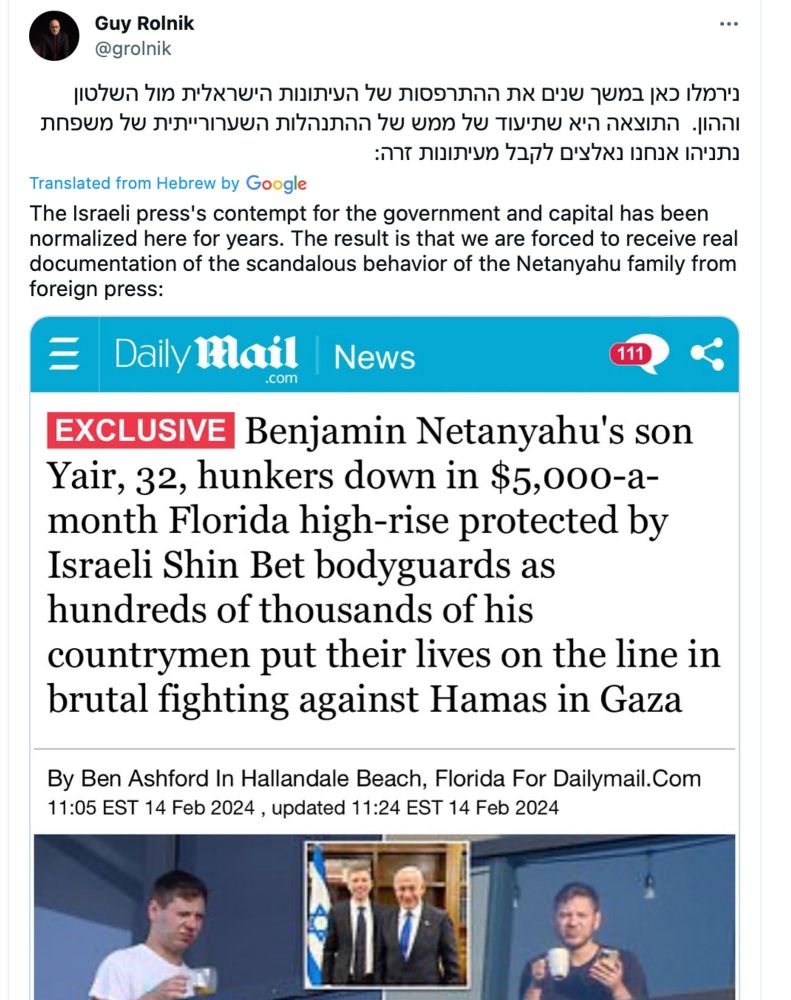 Guy Rolnik
@grolnik
נירמלו כאן במשך שנים את ההתרפסות של העיתונות הישראלית מול השלטון
וההון. התוצאה היא שתיעוד של ממש של ההתנהלות השערורייתית של משפחת
נתניהו אנחנו נאלצים לקבל מעיתונות זרה:
Translated from Hebrew by Google
The Israeli press's contempt for the government and capital has been
normalized here for years. The result is that we are forced to receive real
documentation of the scandalous behavior of the Netanyahu family from
foreign press:
Daily Mail .com News 111
EXCLUSIVE Benjamin Netanyahu's son
Yair, 32, hunkers down in $5,000-a-
month Florida high-rise protected by
Israeli Shin Bet bodyguards as
hundreds of thousands of his
countrymen put their lives on the line in
brutal fighting against Hamas in Gaza
By Ben Ashford In Hallandale Beach, Florida For Dailymail.Com
11:05 EST 14 Feb 2024 , updated 11:24 EST 14 Feb 2024